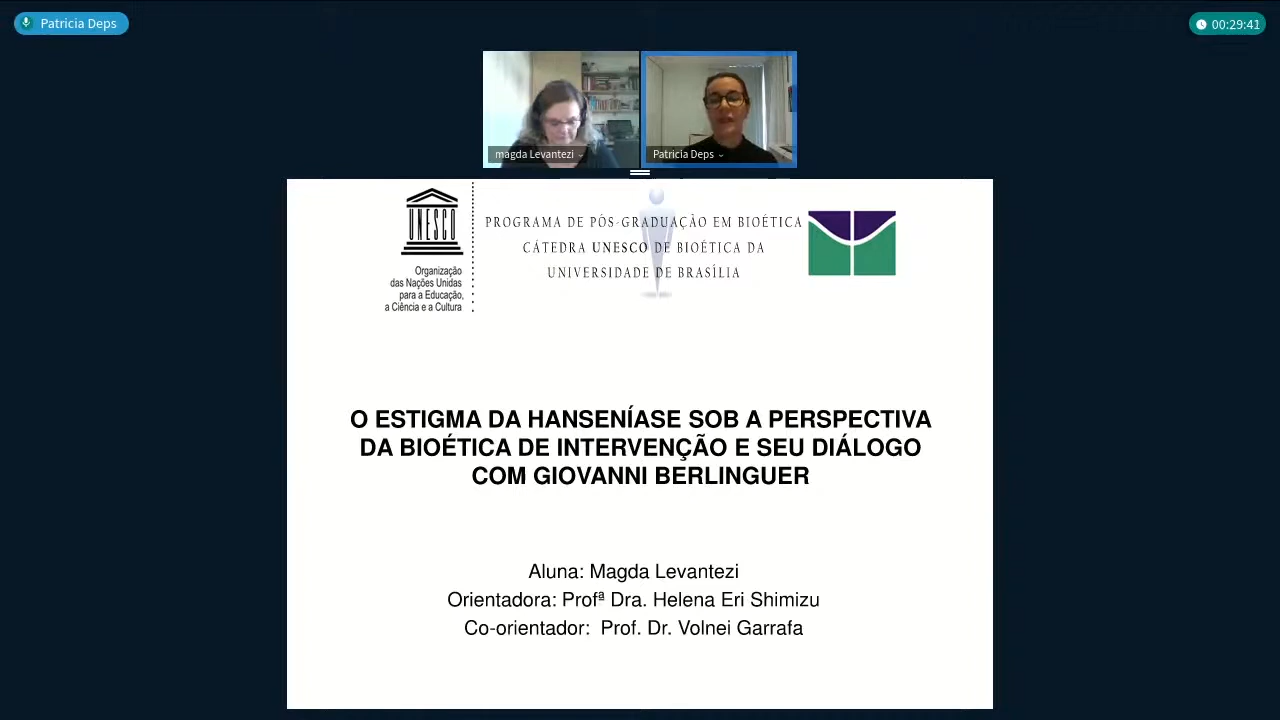 Patricia Deps
00:29:41
magda Levantezi
Patricia Deps
UNESCO
Organização
das Nações Unidas
para a Educação,
a Ciência e a Cultura
PROGRAMA DE PÓS-GRADUAÇÃO EM BIOÉTICA
CÁTEDRA UNESCO DE BIOÉTICA DA
UNIVERSIDADE DE BRASÍLIA
O ESTIGMA DA HANSENÍASE SOB A PERSPECTIVA
DA BIOÉTICA DE INTERVENÇÃO E SEU DIÁLOGO
COM GIOVANNI BERLINGUER
Aluna: Magda Levantezi
Orientadora: Profª Dra. Helena Eri Shimizu
Co-orientador: Prof. Dr. Volnei Garrafa